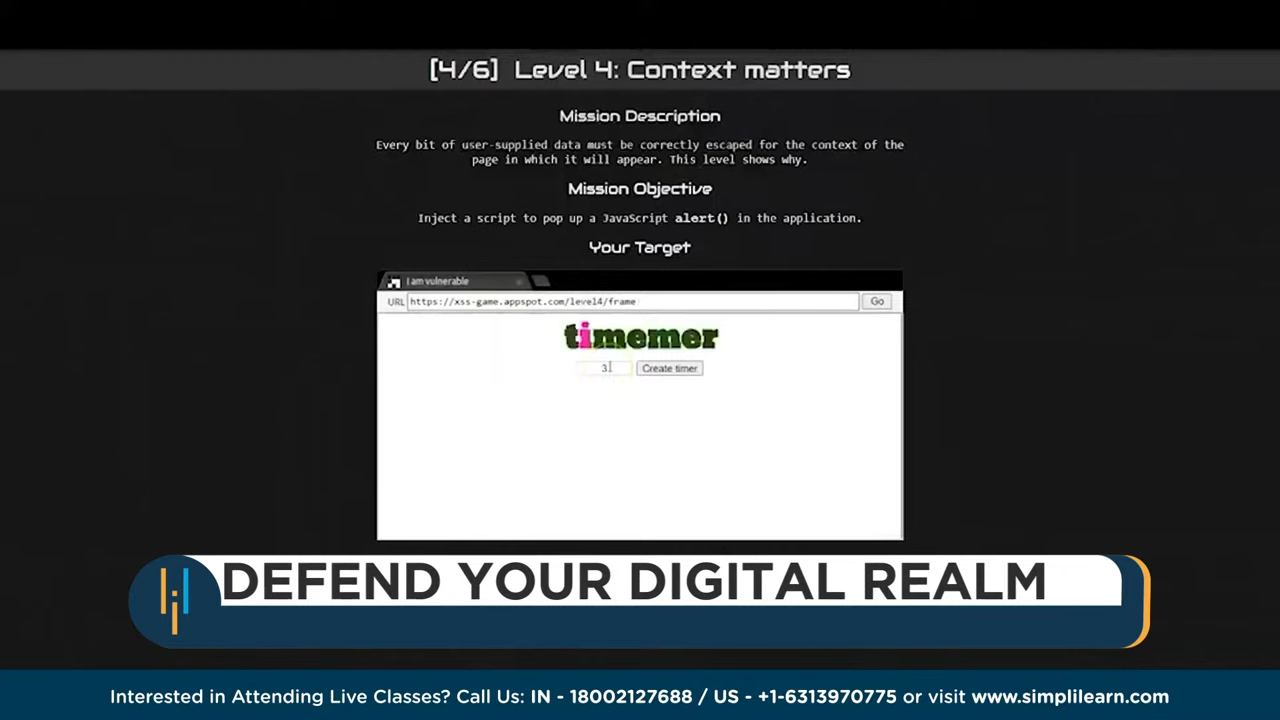 [4/6] Level 4: Context matters
Mission Description
Every bit of user-supplied data must be correctly escaped for the context of the
page in which it will appear. This level shows why.
Mission Objective
Inject a script to pop up a JavaScript alert() in the application.
Your Target
I am vulnerable
URL https://xss-game.appspot.com/level4/frame Go
timemer
3 Create timer
DEFEND YOUR DIGITAL REALM
Interested in Attending Live Classes? Call Us: IN - 18002127688 / US - +1-6313970775 or visit www.simplilearn.com